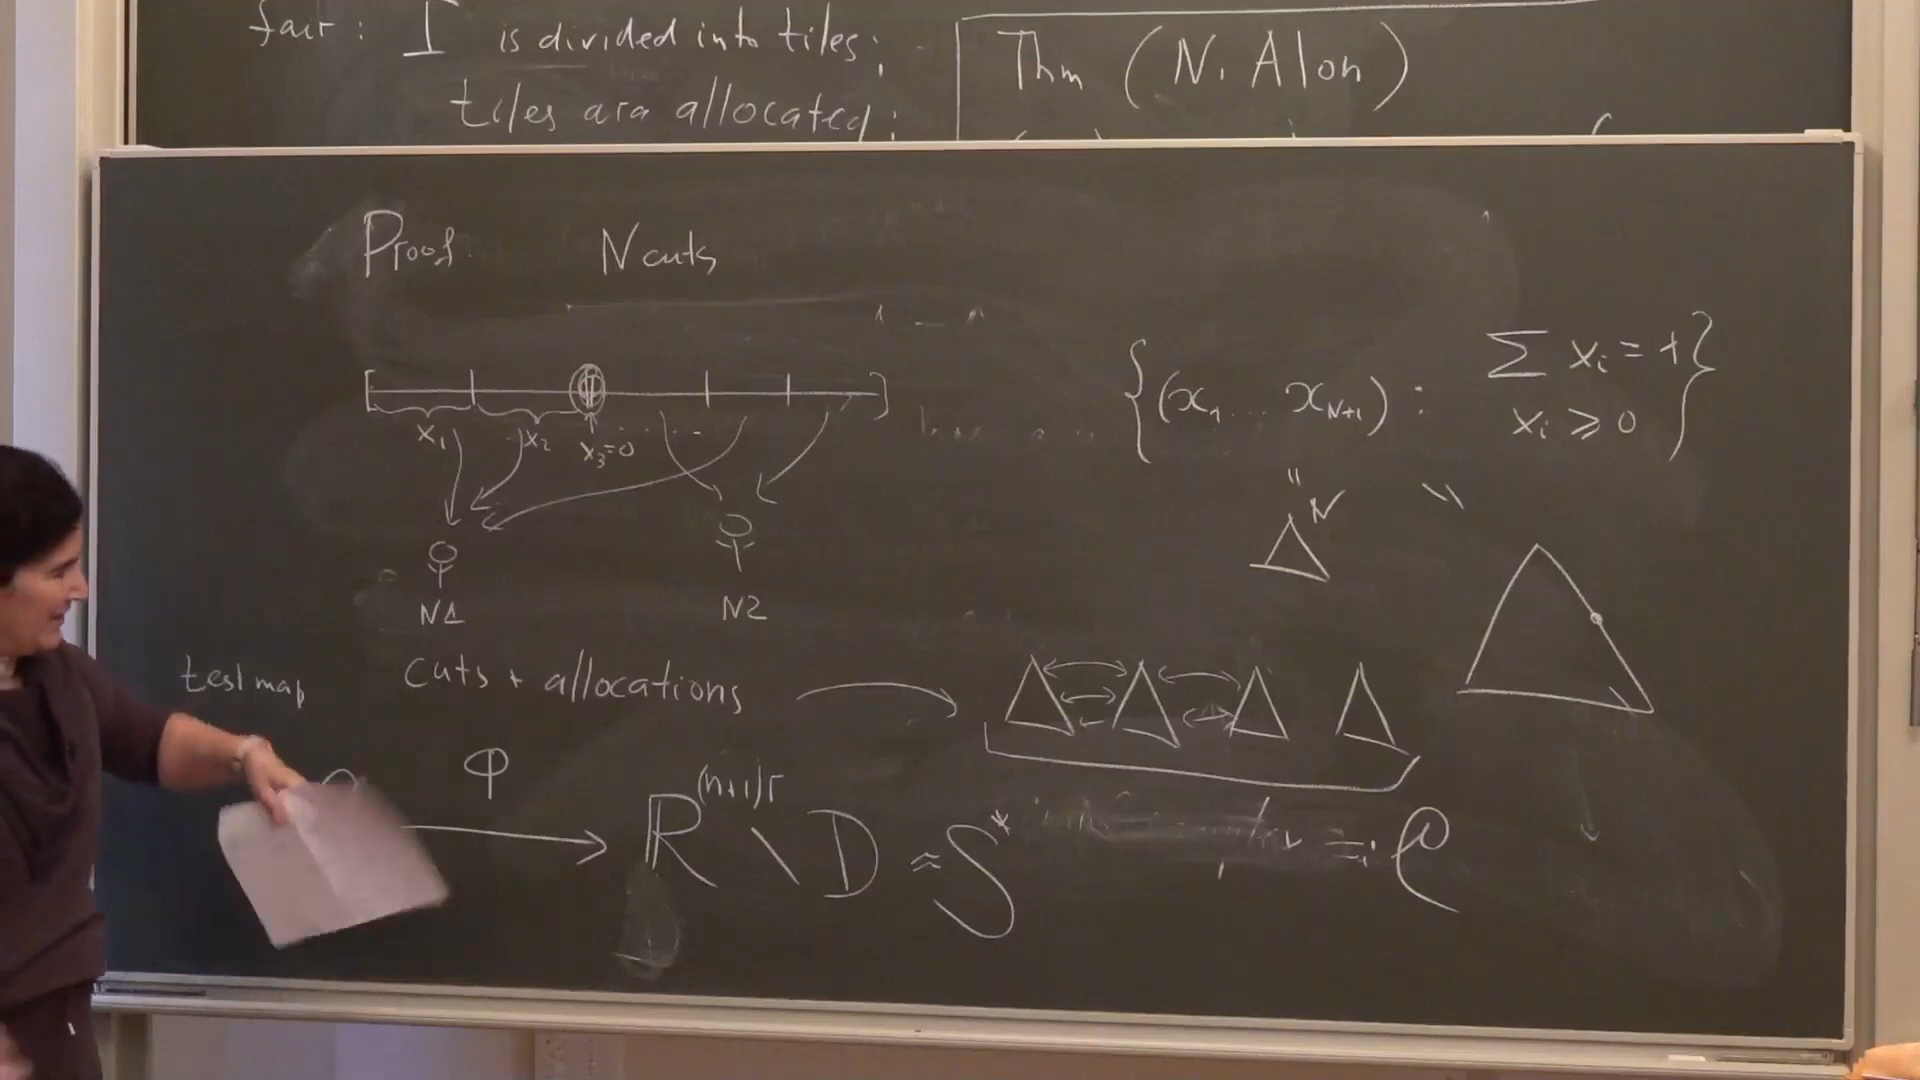 fair: I is divided into tiles;
tiles are allocated;
Thm (N. Alon)
Proof. N cuts
{(x₁ ... x_{N+1}) : ∑ xᵢ = 1
xᵢ ⩾ 0}
x₁ x₂ x₃=0 .....
" \\
Δ^N
N1 N2
test map cuts + allocations
φ
ℝ^{(n+1)r} \ D ≈ S^* =: 𝒞